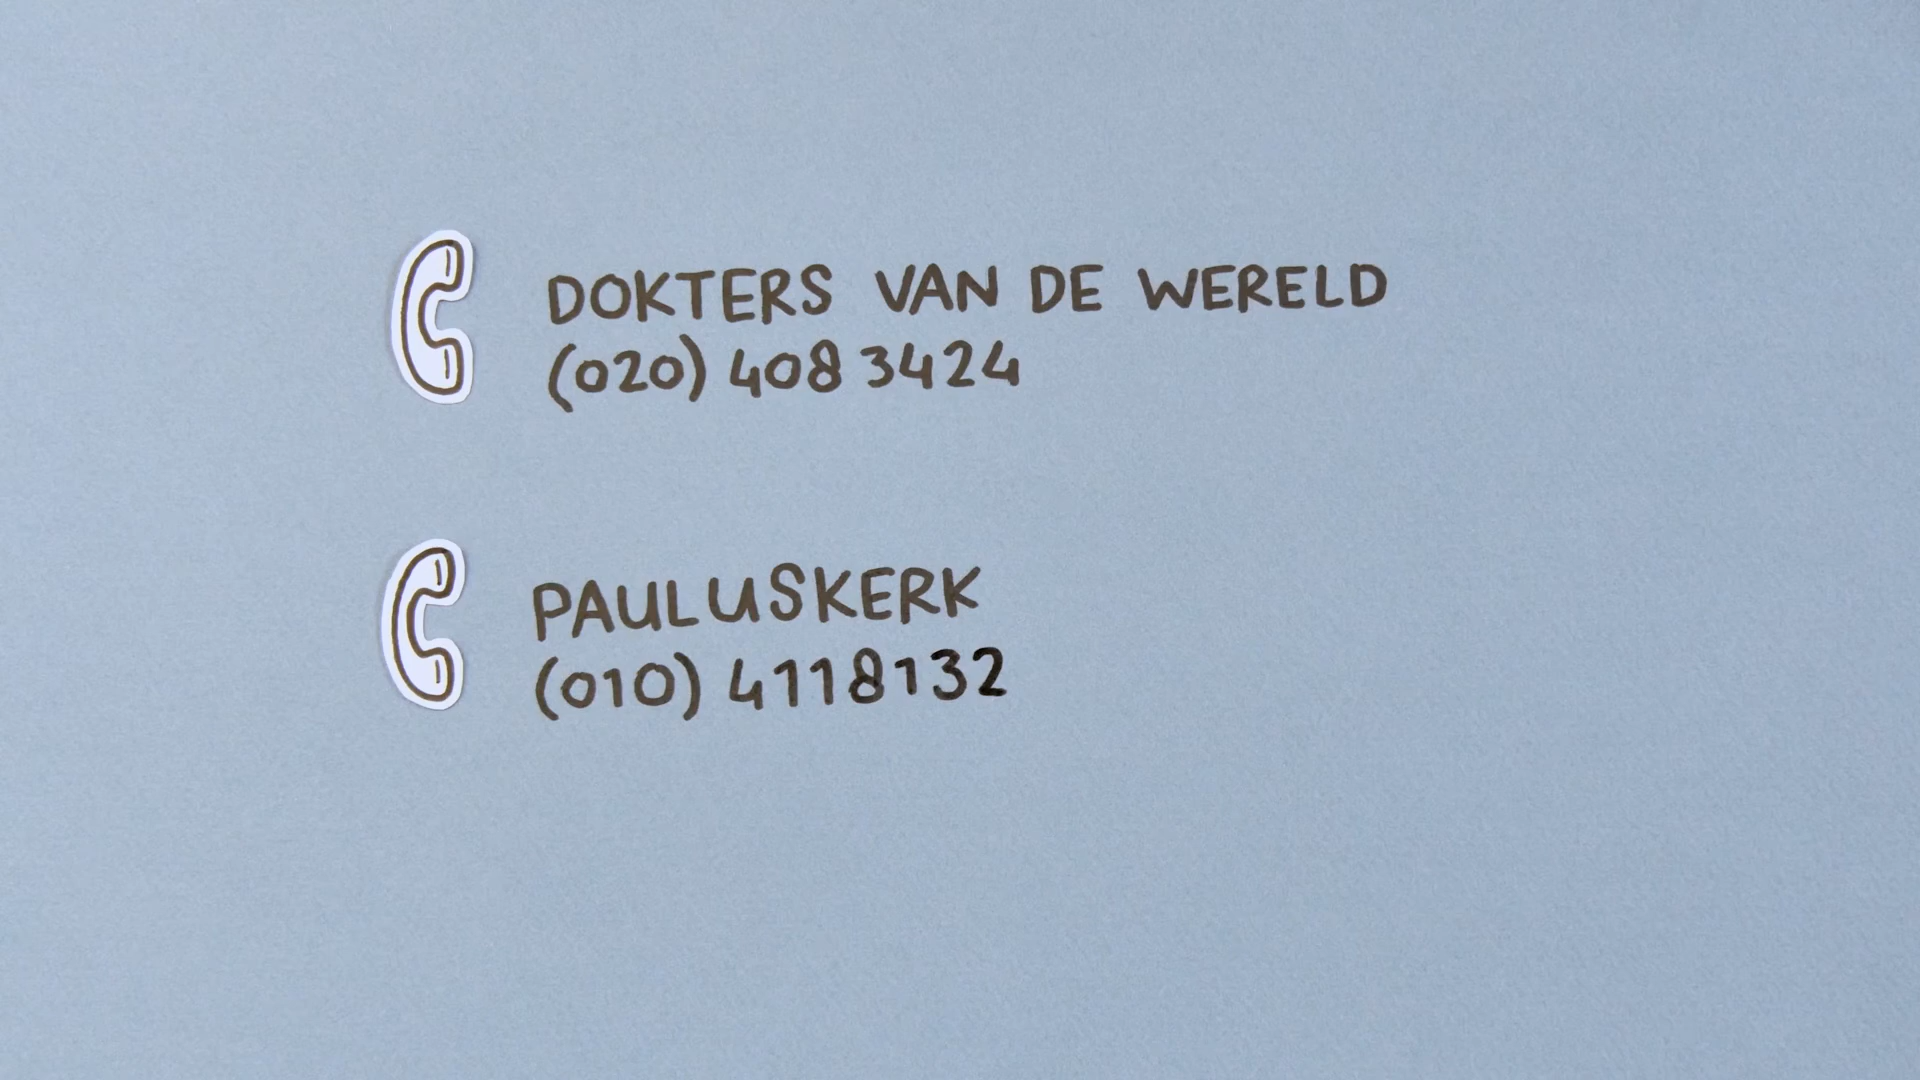 DOKTERS VAN DE WERELD
(020) 408 3424
PAULUSKERK
(010) 4118132